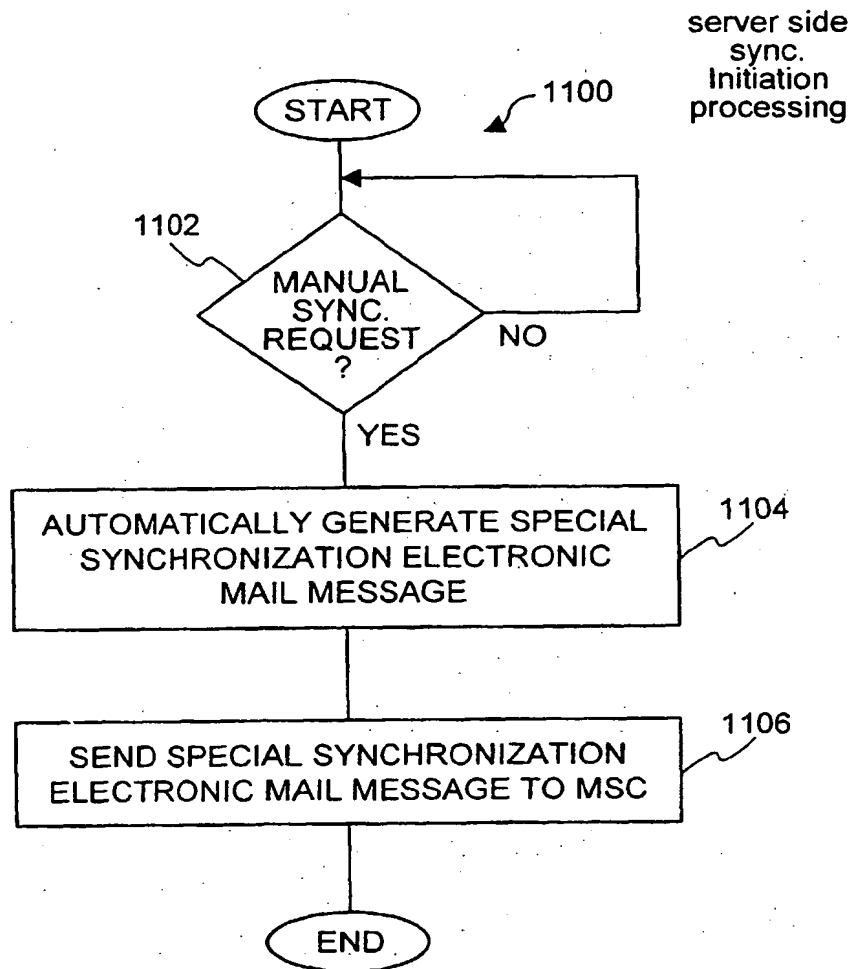 server side
sync.
Initiation
processing
1100
START
1102
MANUAL
SYNC.
REQUEST
?
NO
YES
1104
AUTOMATICALLY GENERATE SPECIAL
SYNCHRONIZATION ELECTRONIC
MAIL MESSAGE
1106
SEND SPECIAL SYNCHRONIZATION
ELECTRONIC MAIL MESSAGE TO MSC
END